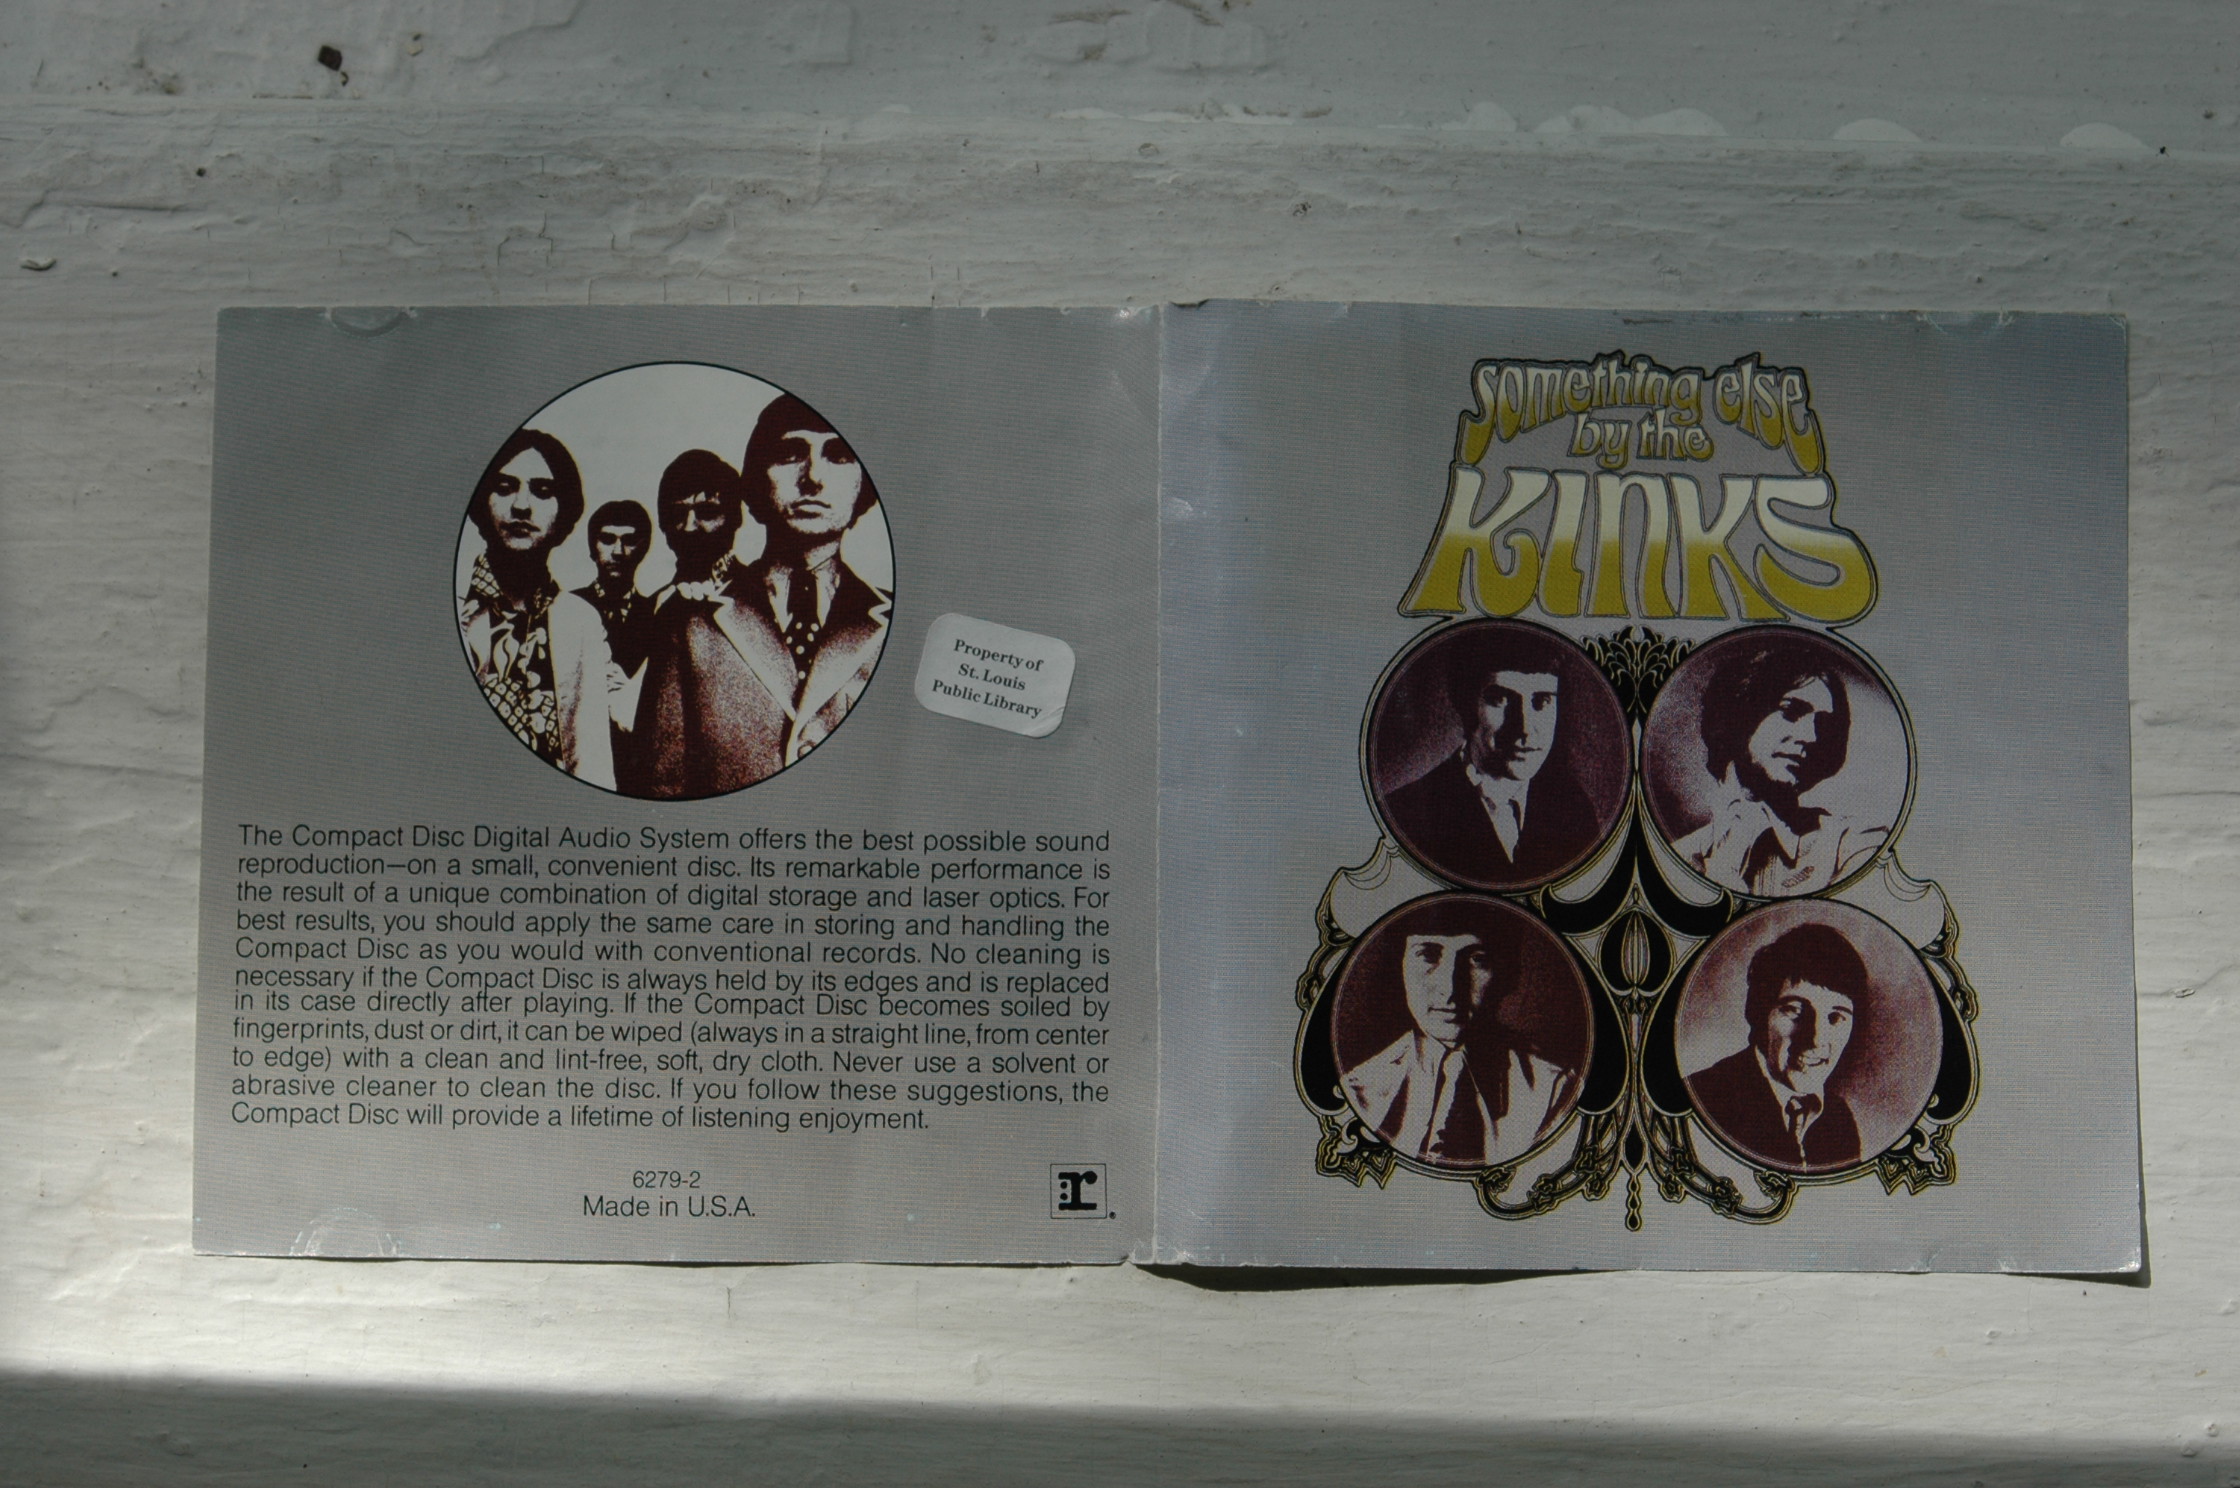 Property of
St. Louis
Public Library
The Compact Disc Digital Audio System offers the best possible sound
reproduction—on a small, convenient disc. Its remarkable performance is
the result of a unique combination of digital storage and laser optics. For
best results, you should apply the same care in storing and handling the
Compact Disc as you would with conventional records. No cleaning is
necessary if the Compact Disc is always held by its edges and is replaced
in its case directly after playing. If the Compact Disc becomes soiled by
fingerprints, dust or dirt, it can be wiped (always in a straight line, from center
to edge) with a clean and lint-free, soft, dry cloth. Never use a solvent or
abrasive cleaner to clean the disc. If you follow these suggestions, the
Compact Disc will provide a lifetime of listening enjoyment.
6279-2
Made in U.S.A.
r
something else
by the
KINKS